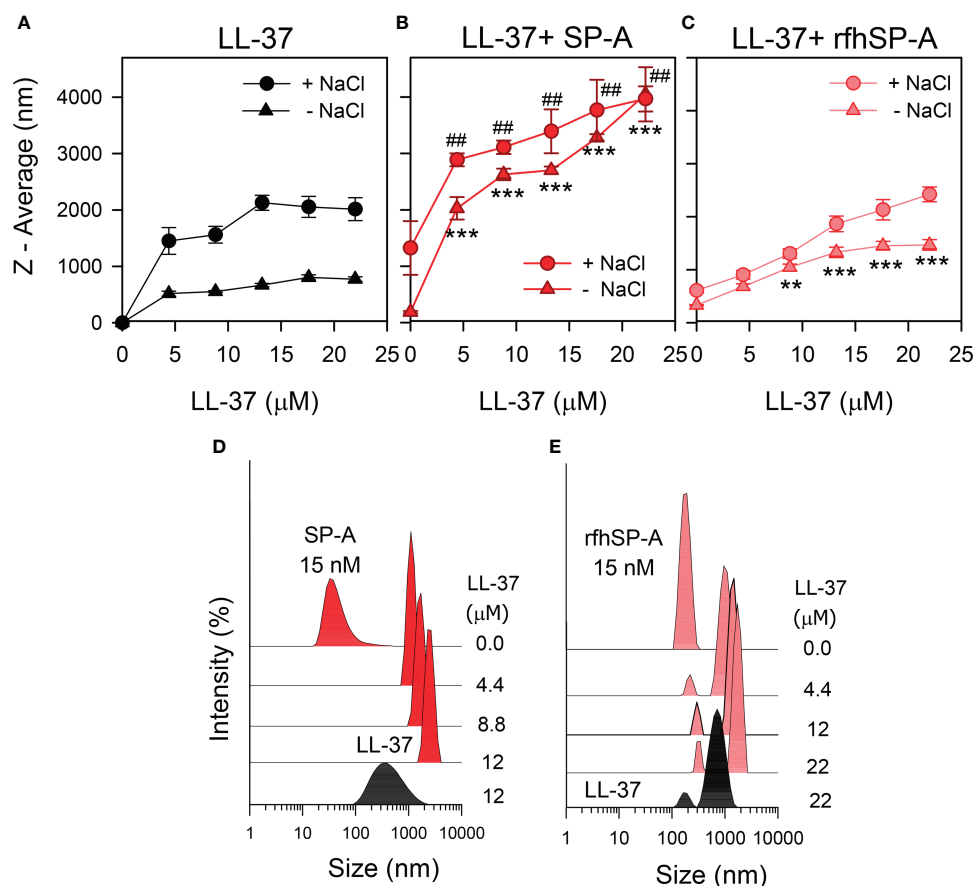 A
LL-37
+ NaCl
- NaCl
Z - Average (nm)
4000
3000
2000
1000
0
0 5 10 15 20 25
LL-37 (μM)
B
LL-37+ SP-A
## ## ## ## ##
*** *** *** *** ***
+ NaCl
- NaCl
0 5 10 15 20 25
LL-37 (μM)
C
LL-37+ rfhSP-A
+ NaCl
- NaCl
** *** *** ***
0 5 10 15 20 25
LL-37 (μM)
D
SP-A
15 nM
LL-37
(μM)
0.0
4.4
8.8
12
LL-37
12
Intensity (%)
1 10 100 1000 10000
Size (nm)
E
rfhSP-A
15 nM
LL-37
(μM)
0.0
4.4
12
22
LL-37
22
1 10 100 1000 10000
Size (nm)